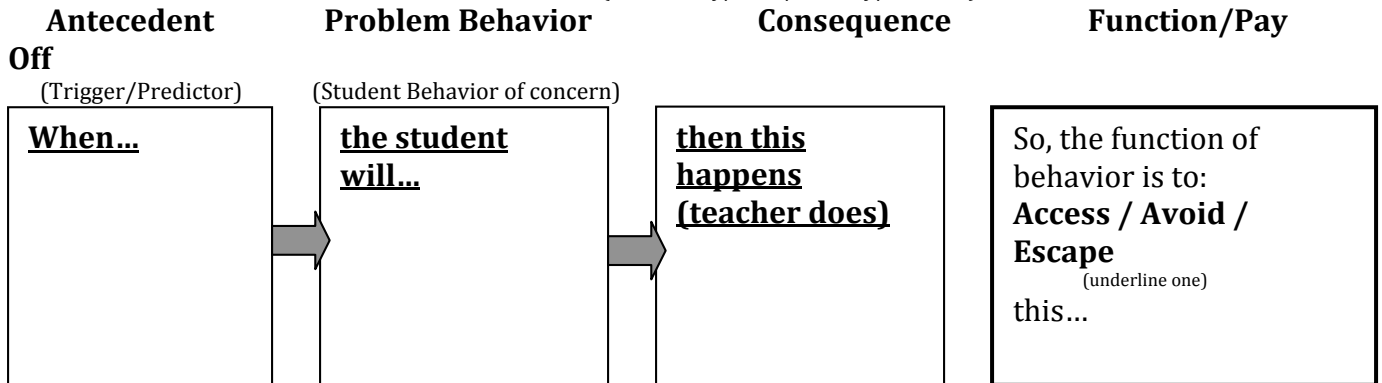 Antecedent Problem Behavior Consequence Function/Pay
Off
(Trigger/Predictor) (Student Behavior of concern)
When…
the student
will…
then this
happens
(teacher does)
So, the function of
behavior is to:
Access / Avoid /
Escape
(underline one)
this…